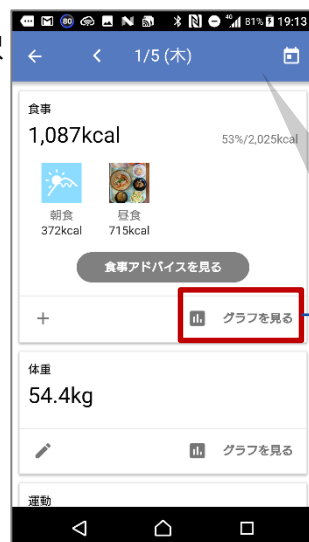 80 4G 81% 19:13
1/5 (木)
食事
1,087kcal
53%/2,025kcal
朝食 昼食
372kcal 715kcal
食事アドバイスを見る
グラフを見る
体重
54.4kg
グラフを見る
運動